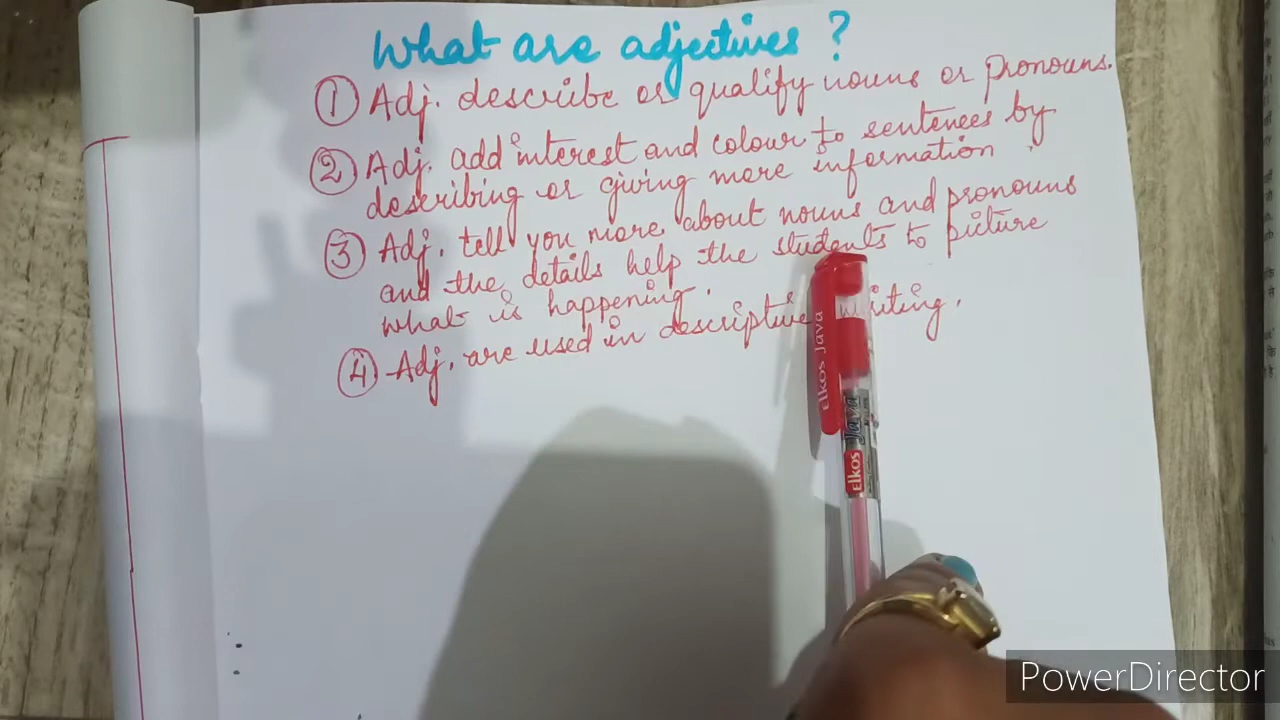 What are adjectives ?
① Adj. describe or qualify nouns or pronouns.
② Adj. add interest and colour to sentences by
describing or giving more information .
③ Adj. tell you more about nouns and pronouns
and the details help the students to picture
what is happening.
④ Adj. are used in descriptive writing.
elkos Java
elkos Java
PowerDirector